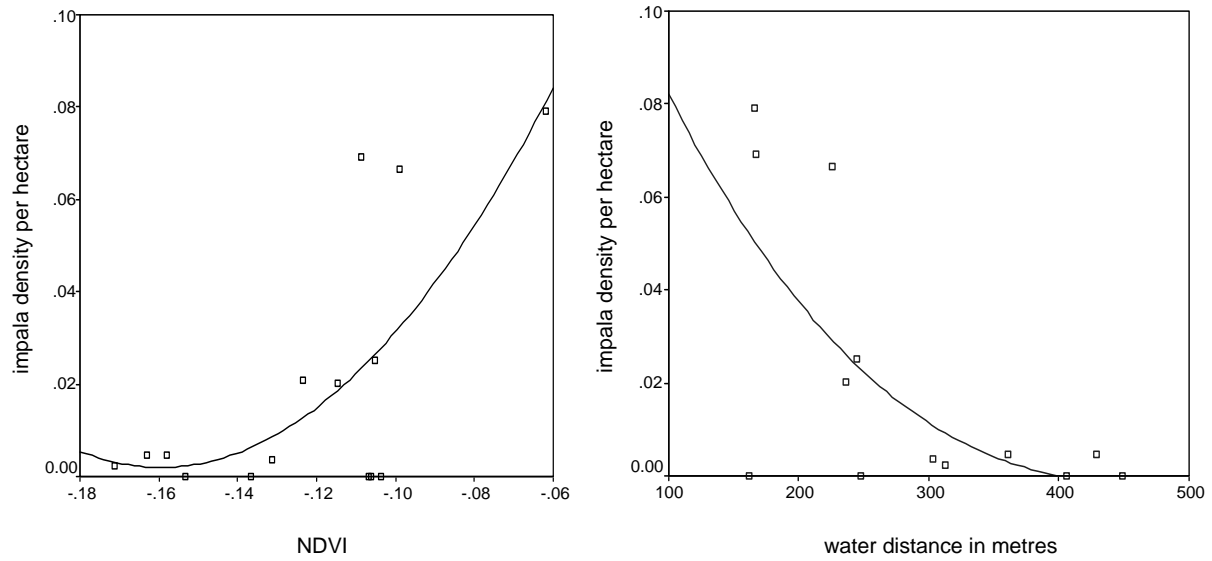 .10
.08
.06
.04
.02
0.00
impala density per hectare
-.18 -.16 -.14 -.12 -.10 -.08 -.06
NDVI
.10
.08
.06
.04
.02
0.00
impala density per hectare
100 200 300 400 500
water distance in metres